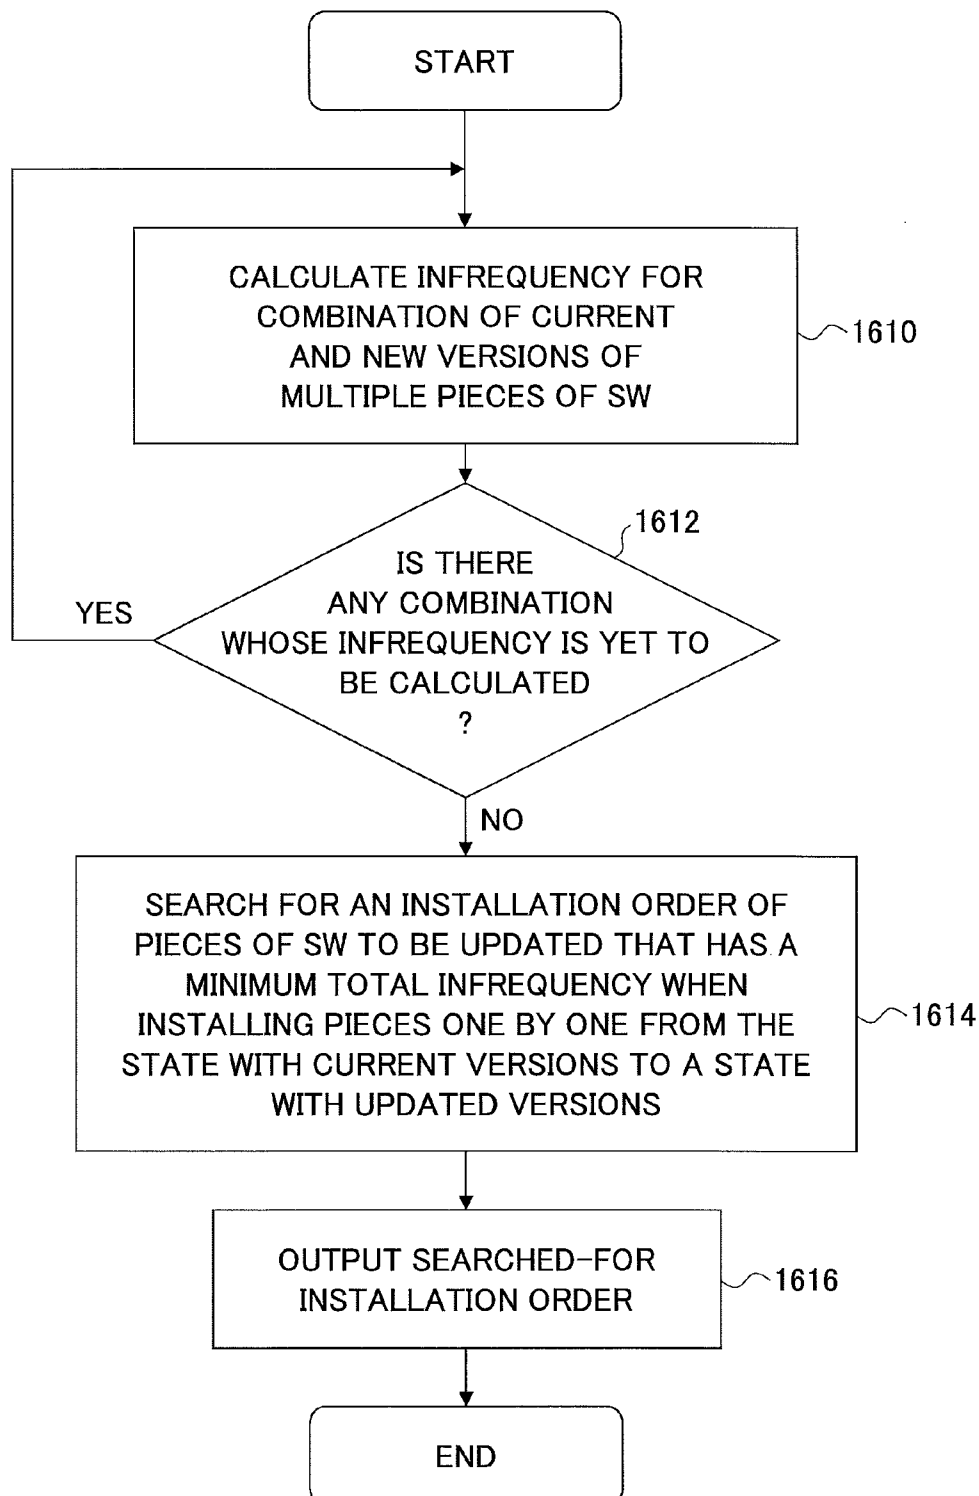 START
CALCULATE INFREQUENCY FOR
COMBINATION OF CURRENT
AND NEW VERSIONS OF
MULTIPLE PIECES OF SW
1610
1612
IS THERE
ANY COMBINATION
WHOSE INFREQUENCY IS YET TO
BE CALCULATED
?
YES
NO
SEARCH FOR AN INSTALLATION ORDER OF
PIECES OF SW TO BE UPDATED THAT HAS A
MINIMUM TOTAL INFREQUENCY WHEN
INSTALLING PIECES ONE BY ONE FROM THE
STATE WITH CURRENT VERSIONS TO A STATE
WITH UPDATED VERSIONS
1614
OUTPUT SEARCHED-FOR
INSTALLATION ORDER
1616
END